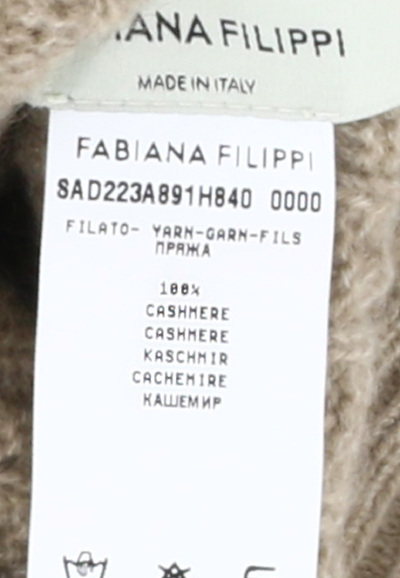 IANA FILIPPI
MADE IN ITALY
FABIANA FILIPPI
SAD223A891H840 0000
FILATO- YARN-GARN-FILS
ПРЯЖА
100%
CASHMERE
CASHMERE
KASCHMIR
CACHEMIRE
КАШЕМИР